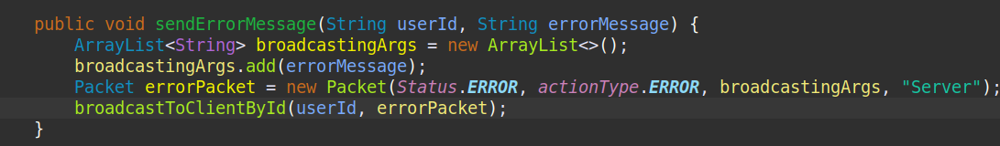 public void sendErrorMessage(String userId, String errorMessage) {
    ArrayList<String> broadcastingArgs = new ArrayList<>();
    broadcastingArgs.add(errorMessage);
    Packet errorPacket = new Packet(Status.ERROR, actionType.ERROR, broadcastingArgs, "Server");
    broadcastToClientById(userId, errorPacket);
}